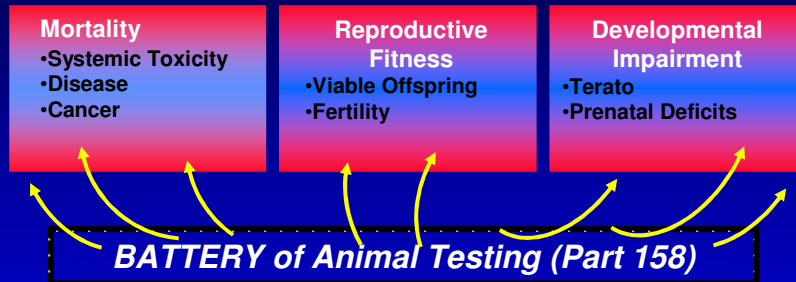 Mortality
•Systemic Toxicity
•Disease
•Cancer
Reproductive
Fitness
•Viable Offspring
•Fertility
Developmental
Impairment
•Terato
•Prenatal Deficits
BATTERY of Animal Testing (Part 158)